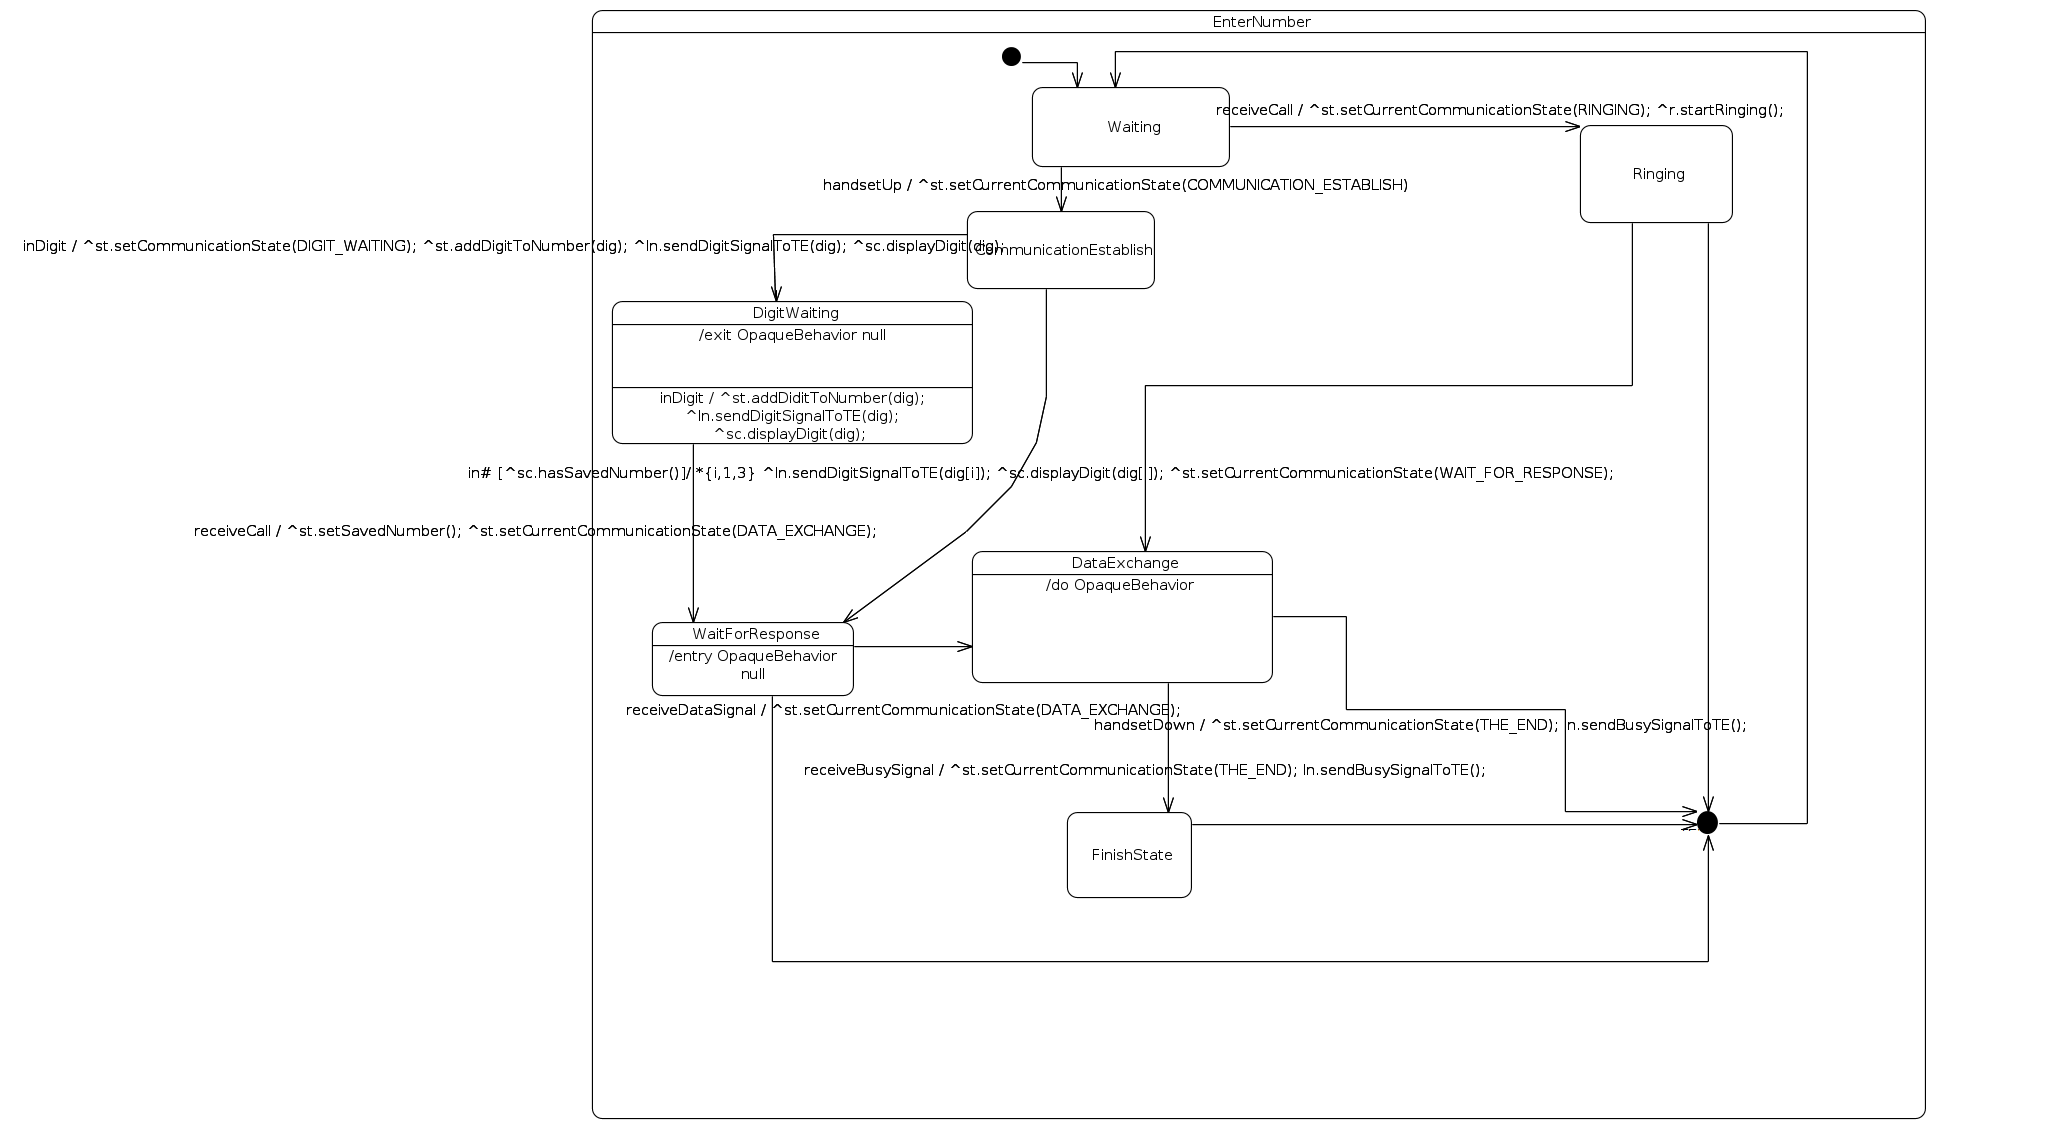 EnterNumber
receiveCall / ^st.setCurrentCommunicationState(RINGING); ^r.startRinging();
Waiting
Ringing
handsetUp / ^st.setCurrentCommunicationState(COMMUNICATION_ESTABLISH)
inDigit / ^st.setCommunicationState(DIGIT_WAITING); ^st.addDigitToNumber(dig); ^ln.sendDigitSignalToTE(dig); ^sc.displayDigit(dig);
CommunicationEstablish
DigitWaiting
/exit OpaqueBehavior null
inDigit / ^st.addDiditToNumber(dig);
^ln.sendDigitSignalToTE(dig);
^sc.displayDigit(dig);
in# [^sc.hasSavedNumber()]/ *{i,1,3} ^ln.sendDigitSignalToTE(dig[i]); ^sc.displayDigit(dig[i]); ^st.setCurrentCommunicationState(WAIT_FOR_RESPONSE);
receiveCall / ^st.setSavedNumber(); ^st.setCurrentCommunicationState(DATA_EXCHANGE);
DataExchange
/do OpaqueBehavior
WaitForResponse
/entry OpaqueBehavior
null
receiveDataSignal / ^st.setCurrentCommunicationState(DATA_EXCHANGE);
handsetDown / ^st.setCurrentCommunicationState(THE_END); ln.sendBusySignalToTE();
receiveBusySignal / ^st.setCurrentCommunicationState(THE_END); ln.sendBusySignalToTE();
FinishState